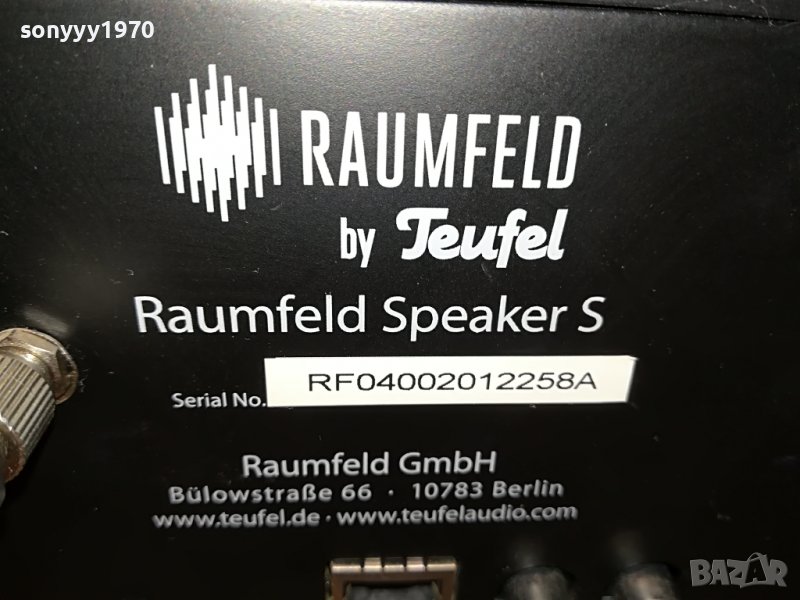 sonyyy1970
RAUMFELD
by Teufel
Raumfeld Speaker S
Serial No. RF04002012258A
Raumfeld GmbH
Bülowstraße 66 · 10783 Berlin
www.teufel.de · www.teufelaudio.com
BAZAR